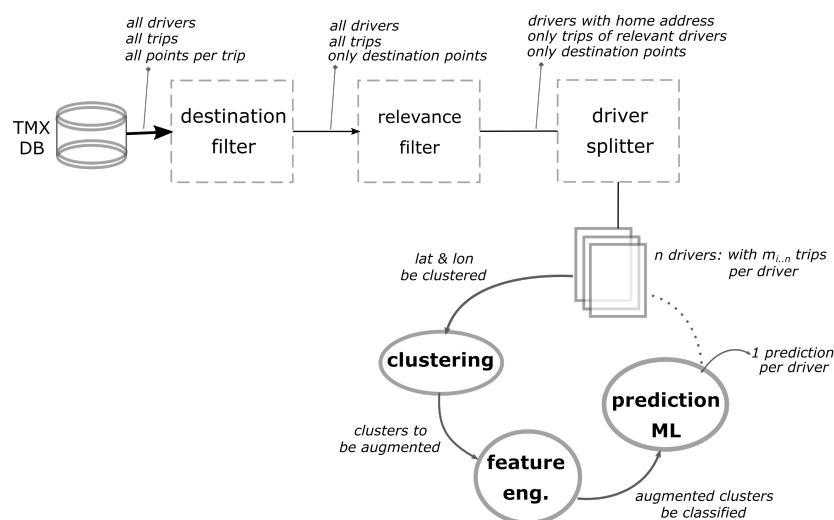 all drivers
all trips
all points per trip
all drivers
all trips
only destination points
drivers with home address
only trips of relevant drivers
only destination points
TMX
DB
destination
filter
relevance
filter
driver
splitter
n drivers: with mi..n trips
per driver
lat & lon
be clustered
clustering
1 prediction
per driver
prediction
ML
clusters to
be augmented
feature
eng.
augmented clusters
be classified